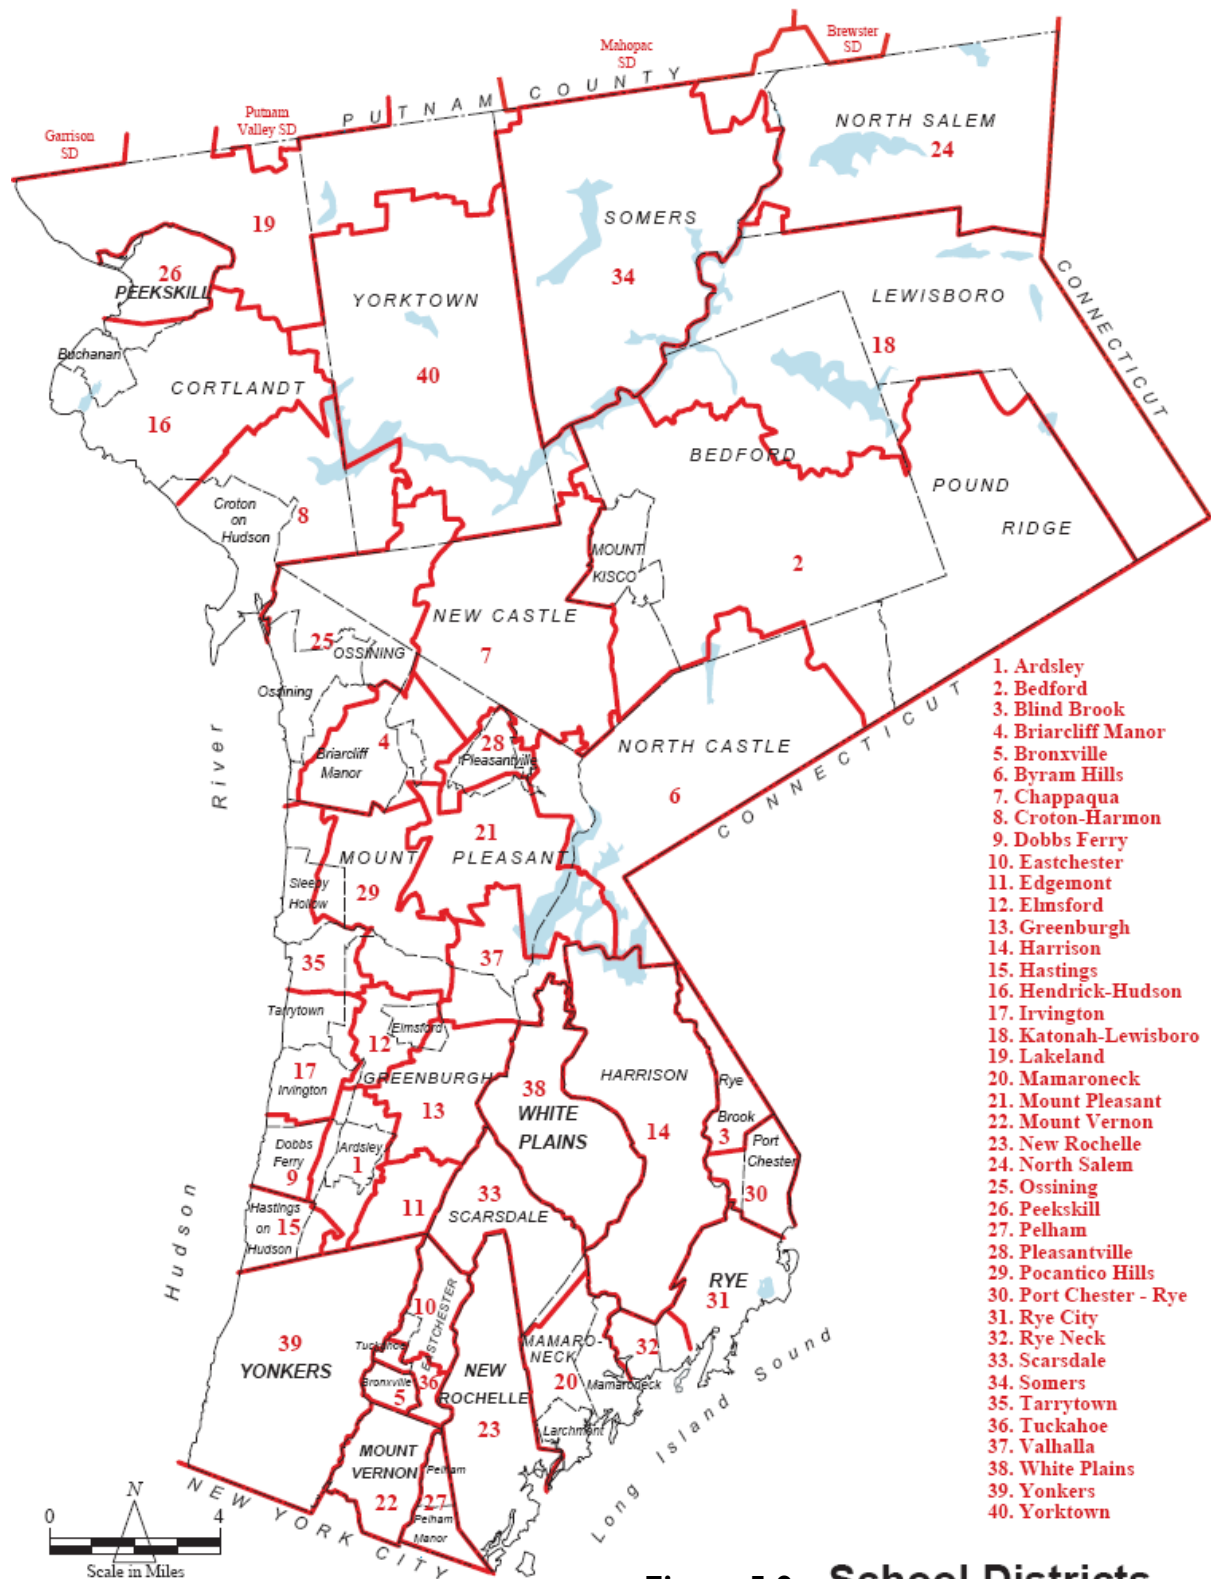 Brewster
SD
Mahopac
SD
PUTNAM COUNTY
Putnam
Valley SD
Garrison
SD
NORTH SALEM
24
19
SOMERS
34
26
PEEKSKILL
YORKTOWN
40
LEWISBORO
18
CONNECTICUT
Buchanan
CORTLANDT
16
BEDFORD
POUND
RIDGE
Croton
on
Hudson
8
MOUNT
KISCO
2
NEW CASTLE
7
25
OSSINING
Ossining
4
Briarcliff
Manor
28
Pleasantville
NORTH CASTLE
6
CONNECTICUT
River
21
MOUNT PLEASANT
29
Sleepy
Hollow
37
35
Tarrytown
Elmsford
12
17
Irvington
GREENBURGH
13
38
WHITE
PLAINS
HARRISON
14
Rye
Brook
3
Port
Chester
30
Dobbs
Ferry
9
Ardsley
1
11
33
SCARSDALE
Hastings
on
Hudson
15
Hudson
RYE
31
10
EASTCHESTER
39
YONKERS
Tuckahoe
Bronxville
5
36
NEW
ROCHELLE
23
MAMARO-
NECK
20
32
Mamaroneck
Larchmont
Long Island Sound
MOUNT
VERNON
22
Pelham
27
Pelham
Manor
NEW YORK CITY
N
0 4
Scale in Miles
1. Ardsley
2. Bedford
3. Blind Brook
4. Briarcliff Manor
5. Bronxville
6. Byram Hills
7. Chappaqua
8. Croton-Harmon
9. Dobbs Ferry
10. Eastchester
11. Edgemont
12. Elmsford
13. Greenburgh
14. Harrison
15. Hastings
16. Hendrick-Hudson
17. Irvington
18. Katonah-Lewisboro
19. Lakeland
20. Mamaroneck
21. Mount Pleasant
22. Mount Vernon
23. New Rochelle
24. North Salem
25. Ossining
26. Peekskill
27. Pelham
28. Pleasantville
29. Pocantico Hills
30. Port Chester - Rye
31. Rye City
32. Rye Neck
33. Scarsdale
34. Somers
35. Tarrytown
36. Tuckahoe
37. Valhalla
38. White Plains
39. Yonkers
40. Yorktown
School Districts